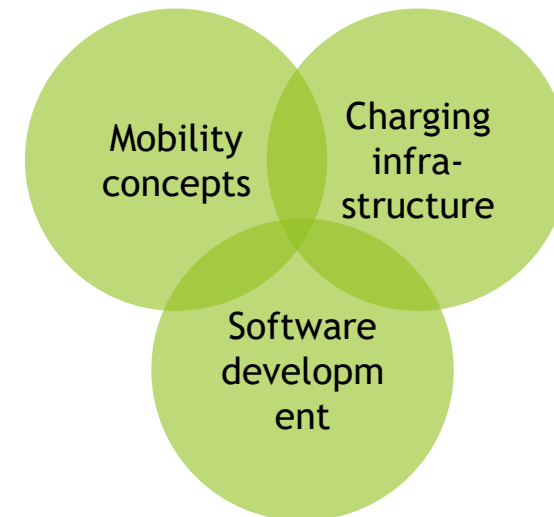 Mobility
concepts
Charging
infra-
structure
Software
developm
ent